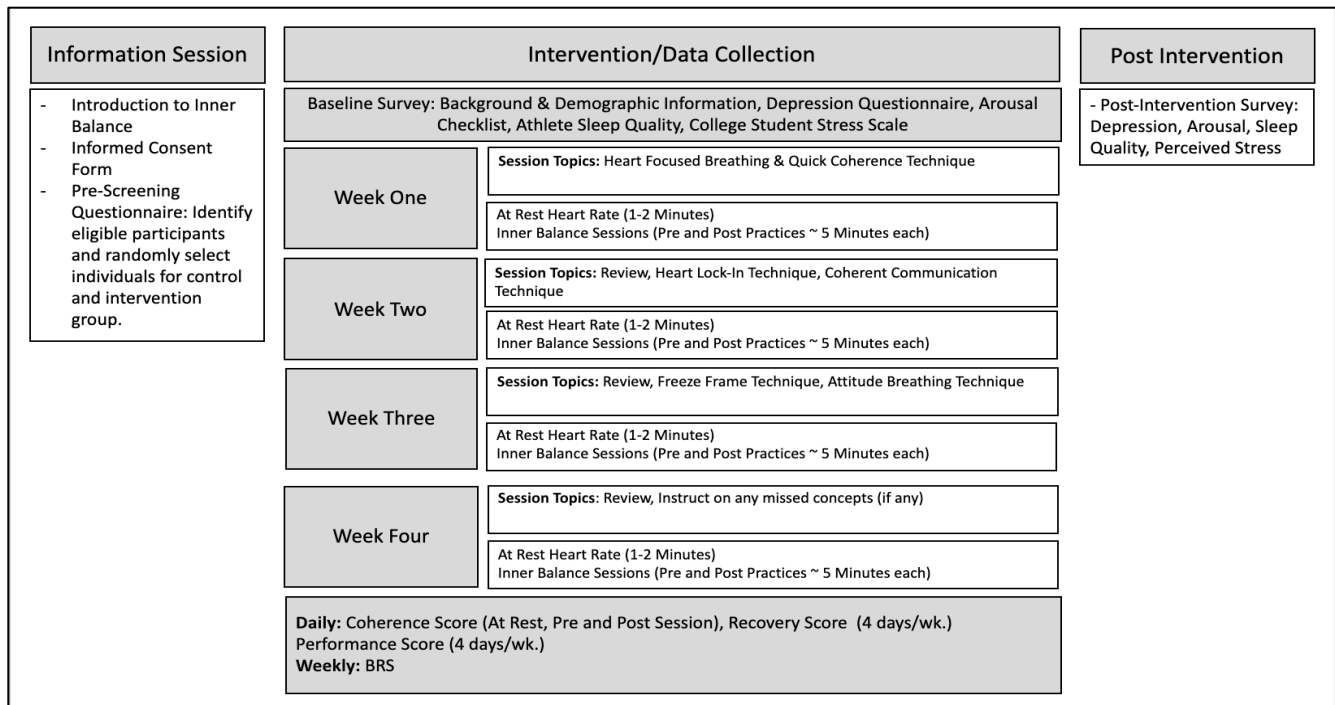 Information Session
- Introduction to Inner
Balance
- Informed Consent
Form
- Pre-Screening
Questionnaire: Identify
eligible participants
and randomly select
individuals for control
and intervention
group.
Intervention/Data Collection
Baseline Survey: Background & Demographic Information, Depression Questionnaire, Arousal
Checklist, Athlete Sleep Quality, College Student Stress Scale
Week One
Session Topics: Heart Focused Breathing & Quick Coherence Technique
At Rest Heart Rate (1-2 Minutes)
Inner Balance Sessions (Pre and Post Practices ~ 5 Minutes each)
Week Two
Session Topics: Review, Heart Lock-In Technique, Coherent Communication
Technique
At Rest Heart Rate (1-2 Minutes)
Inner Balance Sessions (Pre and Post Practices ~ 5 Minutes each)
Week Three
Session Topics: Review, Freeze Frame Technique, Attitude Breathing Technique
At Rest Heart Rate (1-2 Minutes)
Inner Balance Sessions (Pre and Post Practices ~ 5 Minutes each)
Week Four
Session Topics: Review, Instruct on any missed concepts (if any)
At Rest Heart Rate (1-2 Minutes)
Inner Balance Sessions (Pre and Post Practices ~ 5 Minutes each)
Daily: Coherence Score (At Rest, Pre and Post Session), Recovery Score (4 days/wk.)
Performance Score (4 days/wk.)
Weekly: BRS
Post Intervention
- Post-Intervention Survey:
Depression, Arousal, Sleep
Quality, Perceived Stress